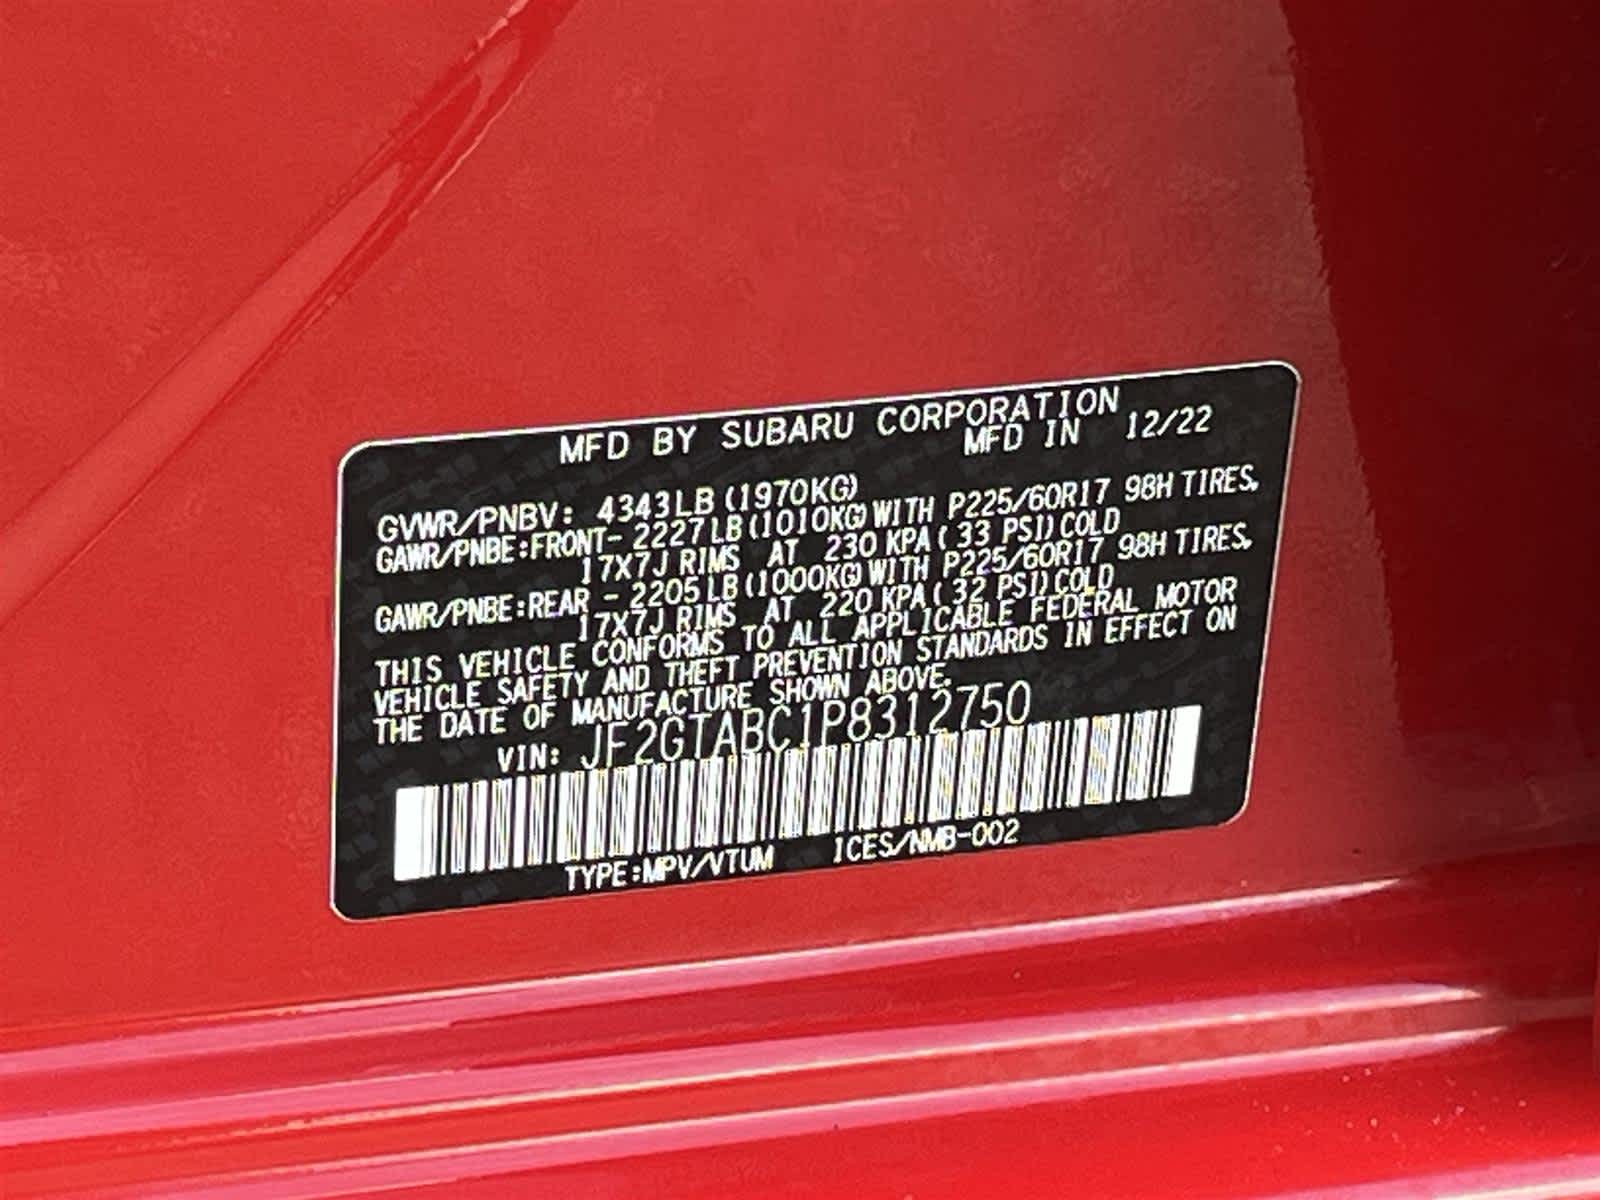 MFD BY SUBARU CORPORATION
MFD IN 12/22
GVWR/PNBV: 4343LB (1970KG)
GAWR/PNBE:FRONT- 2227LB(1010KG)WITH P225/60R17 98H TIRES,
17X7J RIMS AT 230 KPA( 33 PSI)COLD
GAWR/PNBE:REAR - 2205LB(1000KG)WITH P225/60R17 98H TIRES,
17X7J RIMS AT 220 KPA( 32 PSI)COLD
THIS VEHICLE CONFORMS TO ALL APPLICABLE FEDERAL MOTOR
VEHICLE SAFETY AND THEFT PREVENTION STANDARDS IN EFFECT ON
THE DATE OF MANUFACTURE SHOWN ABOVE.
VIN: JF2GTABC1P8312750
TYPE:MPV/VTUM ICES/NMB-002